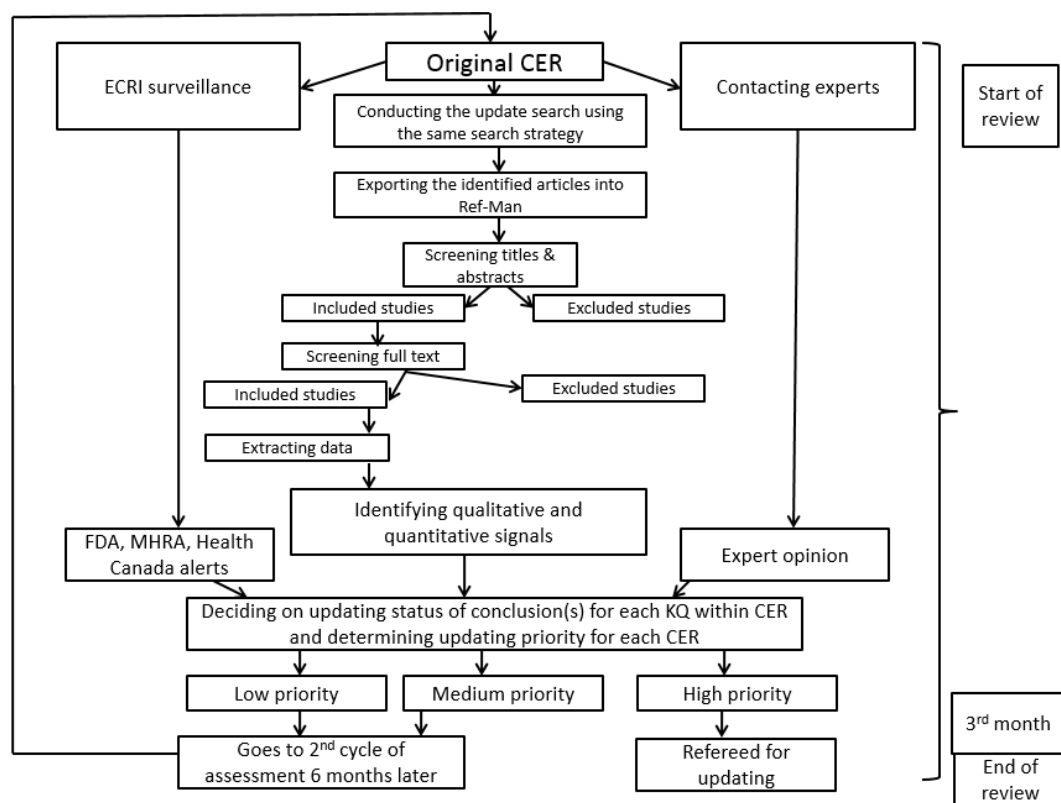 Original CER
ECRI surveillance
Contacting experts
Start of
review
Conducting the update search using
the same search strategy
Exporting the identified articles into
Ref-Man
Screening titles &
abstracts
Included studies
Excluded studies
Screening full text
Included studies
Excluded studies
Extracting data
Identifying qualitative and
quantitative signals
FDA, MHRA, Health
Canada alerts
Expert opinion
Deciding on updating status of conclusion(s) for each KQ within CER
and determining updating priority for each CER
Low priority
Medium priority
High priority
3rd month
Goes to 2nd cycle of
assessment 6 months later
Refereed for
updating
End of
review